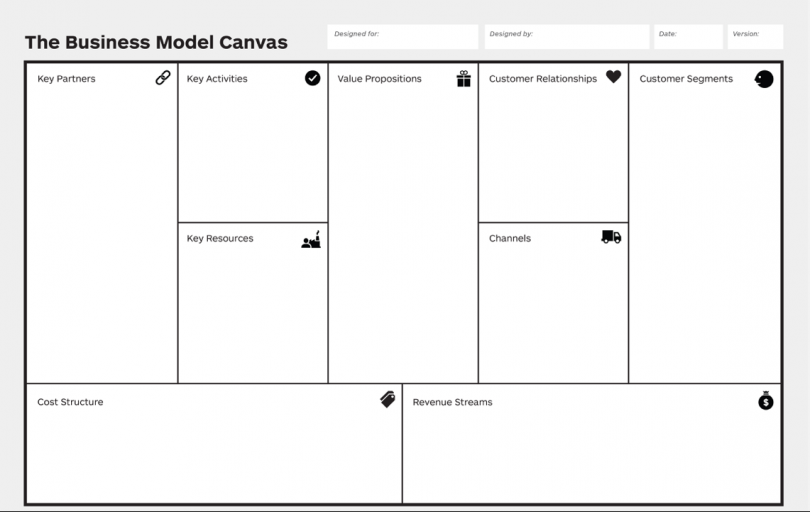 The Business Model Canvas
Designed for:
Designed by:
Date:
Version:
Key Partners
Key Activities
Value Propositions
Customer Relationships
Customer Segments
Key Resources
Channels
Cost Structure
Revenue Streams
$